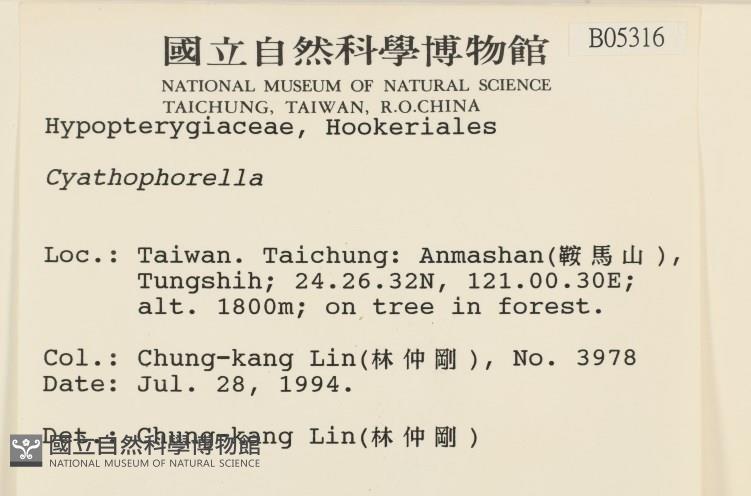 國立自然科學博物館
B05316
NATIONAL MUSEUM OF NATURAL SCIENCE
TAICHUNG, TAIWAN, R.O.CHINA
Hypopterygiaceae, Hookeriales
Cyathophorella
Loc.: Taiwan. Taichung: Anmashan(鞍馬山),
Tungshih; 24.26.32N, 121.00.30E;
alt. 1800m; on tree in forest.
Col.: Chung-kang Lin(林仲剛), No. 3978
Date: Jul. 28, 1994.
Det.: Chung-kang Lin(林仲剛)
國立自然科學博物館
NATIONAL MUSEUM OF NATURAL SCIENCE